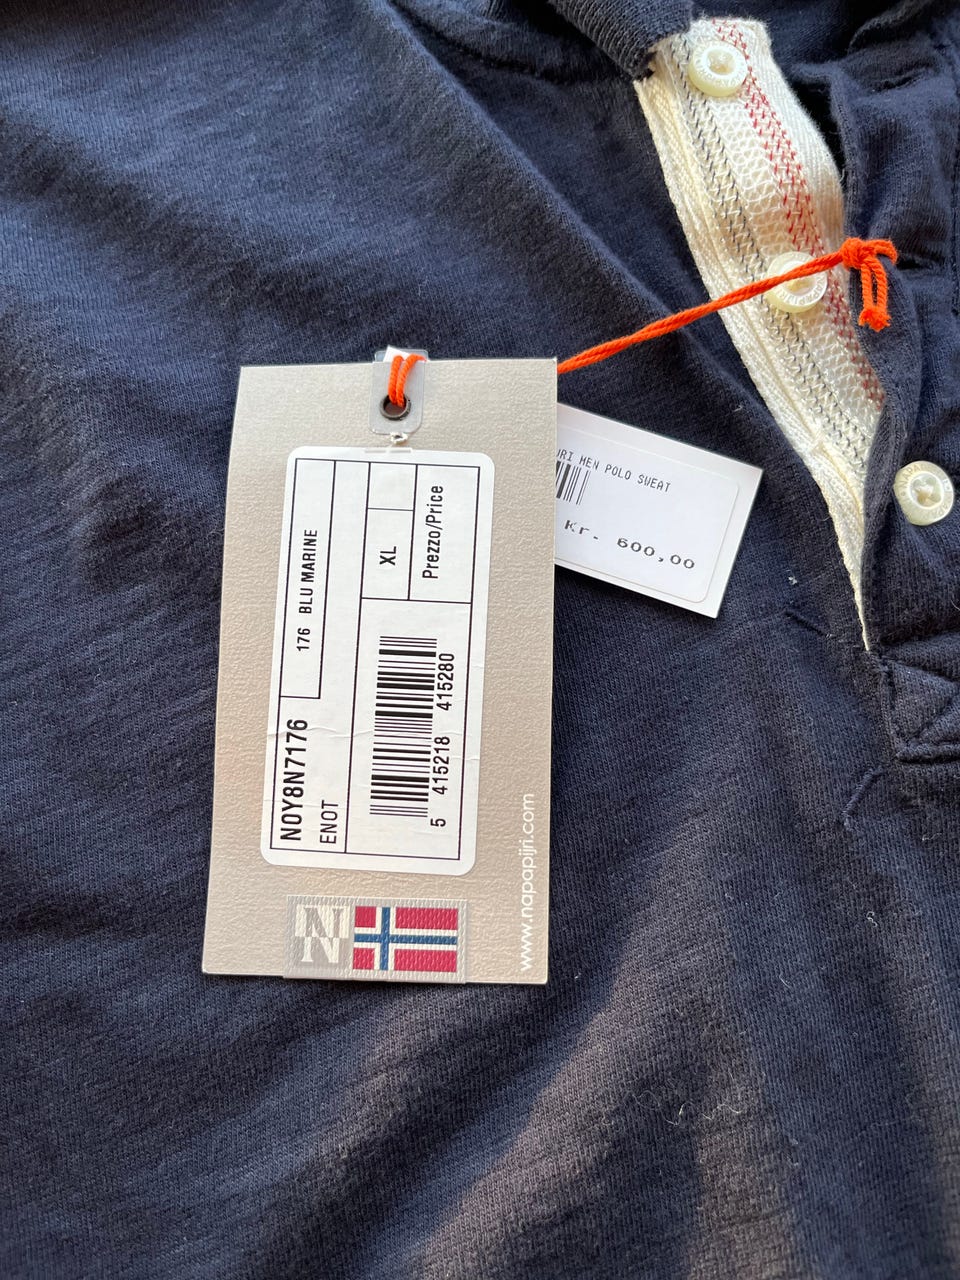 N0Y8N7176
176 BLU MARINE
ENOT
XL
Prezzo/Price
5 415218 415280
N
www.napapijri.com
MEN POLO SWEAT
Kr. 600,00